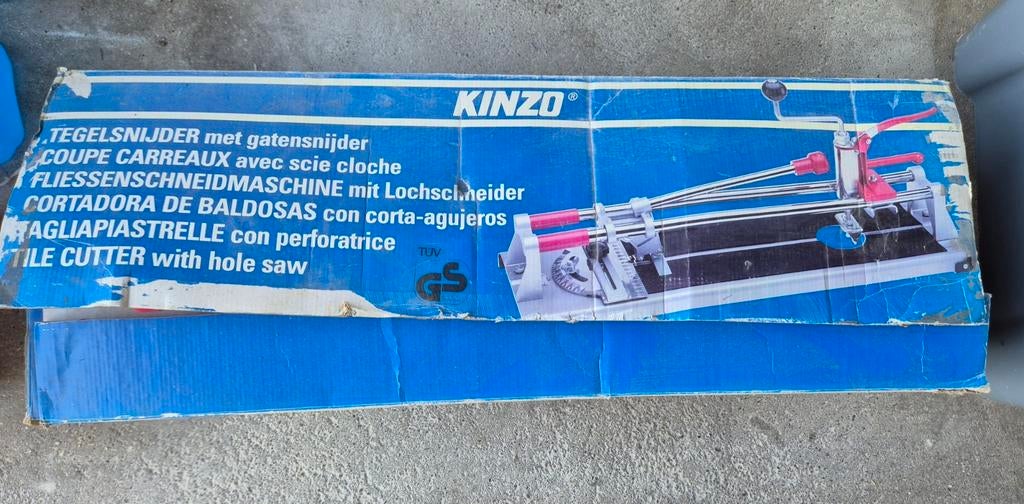 KINZO®
TEGELSNIJDER met gatensnijder
COUPE CARREAUX avec scie cloche
FLIESSENSCHNEIDMASCHINE mit Lochschneider
CORTADORA DE BALDOSAS con corta-agujeros
TAGLIAPIASTRELLE con perforatrice
TILE CUTTER with hole saw
TÜV
GS